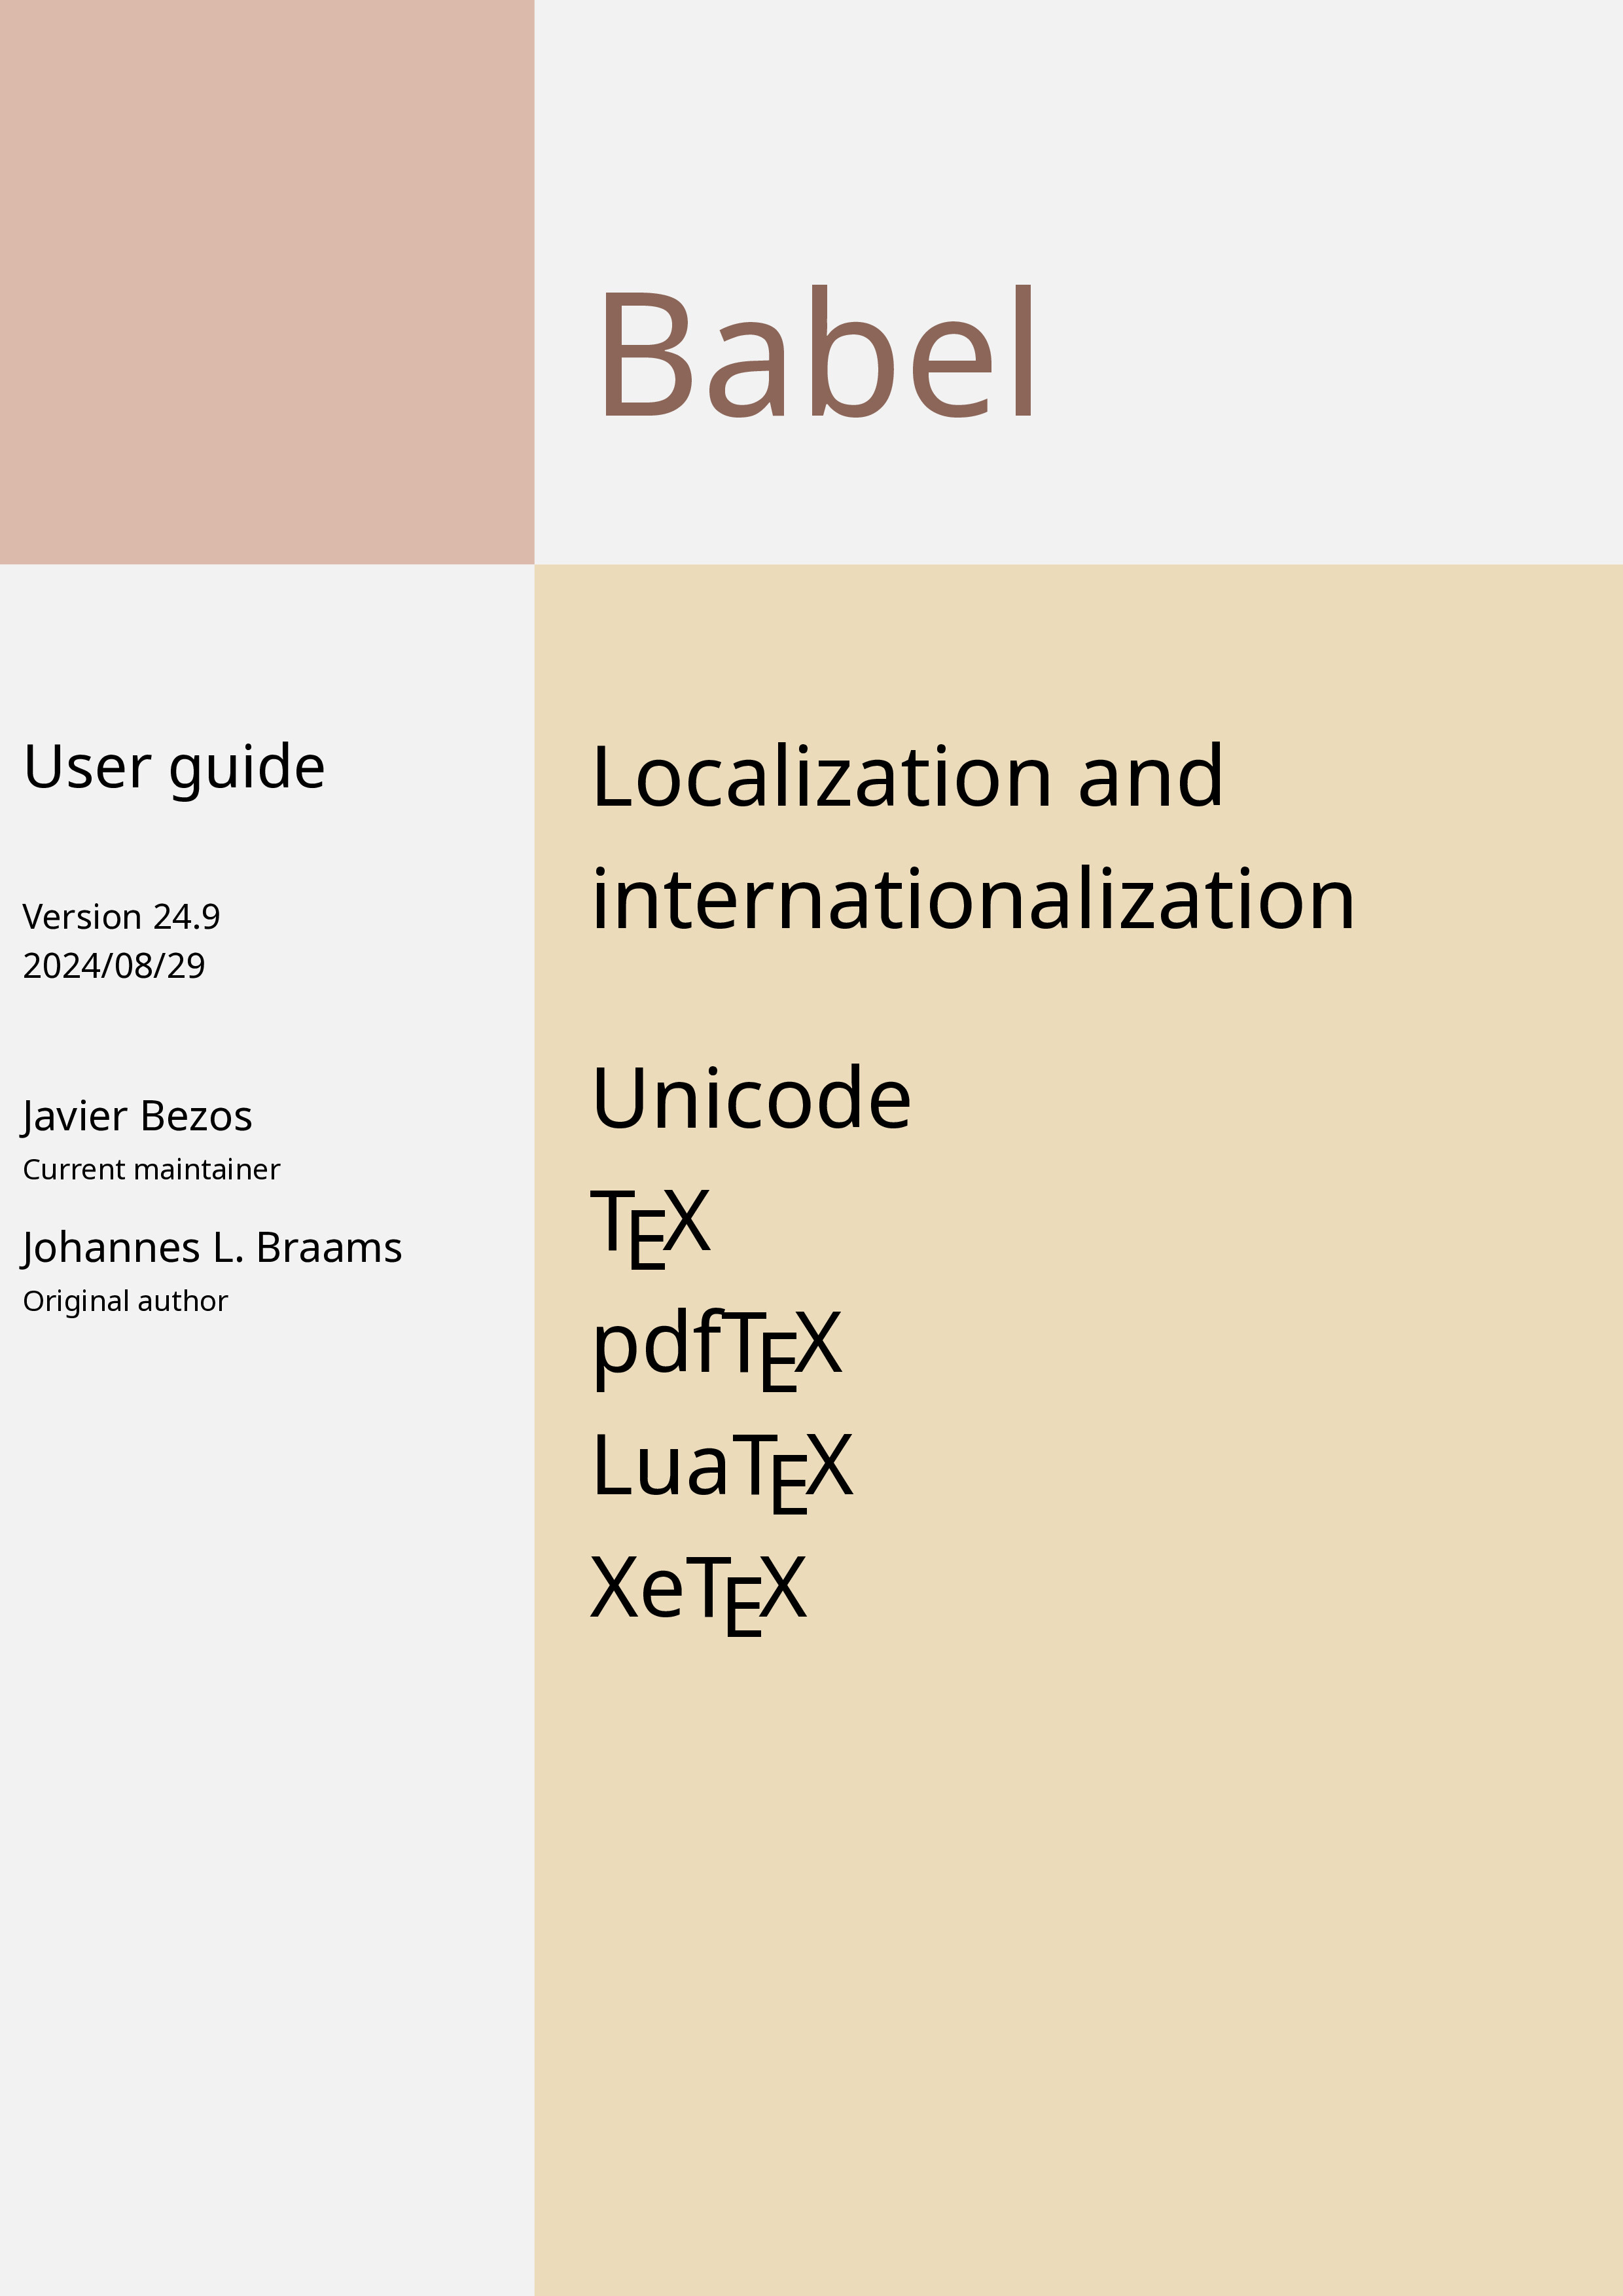 Babel
User guide
Version 24.9
2024/08/29
Javier Bezos
Current maintainer
Johannes L. Braams
Original author
Localization and
internationalization
Unicode
TEX
pdfTEX
LuaTEX
XeTEX